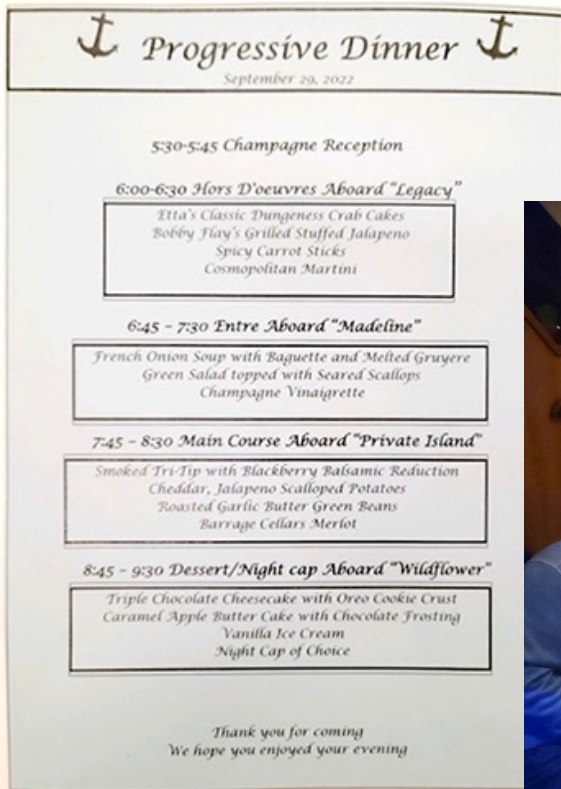 Progressive Dinner
September 29, 2022
5:30-5:45 Champagne Reception
6:00-6:30 Hors D'oeuvres Aboard "Legacy"
Etta's Classic Dungeness Crab Cakes
Bobby Flay's Grilled Stuffed Jalapeno
Spicy Carrot Sticks
Cosmopolitan Martini
6:45 - 7:30 Entre Aboard "Madeline"
French Onion Soup with Baguette and Melted Gruyere
Green Salad topped with Seared Scallops
Champagne Vinaigrette
7:45 - 8:30 Main Course Aboard "Private Island"
Smoked Tri-Tip with Blackberry Balsamic Reduction
Cheddar, Jalapeno Scalloped Potatoes
Roasted Garlic Butter Green Beans
Barrage Cellars Merlot
8:45 - 9:30 Dessert/Night cap Aboard "Wildflower"
Triple Chocolate Cheesecake with Oreo Cookie Crust
Caramel Apple Butter Cake with Chocolate Frosting
Vanilla Ice Cream
Night Cap of Choice
Thank you for coming
We hope you enjoyed your evening